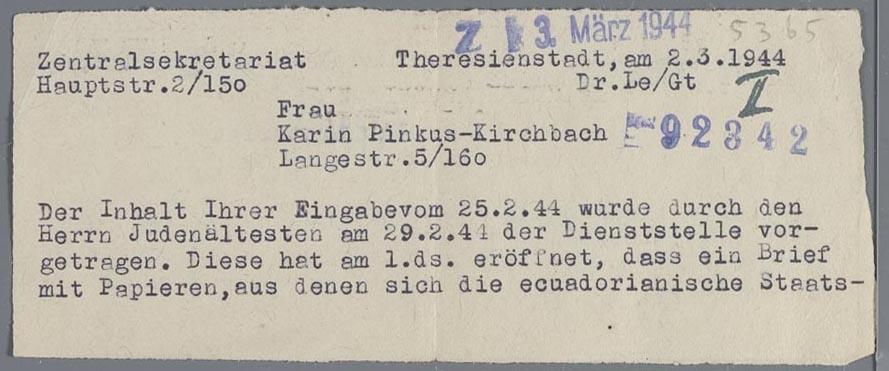 Z 3. März 1944 5365
Zentralsekretariat Theresienstadt, am 2.3.1944
Hauptstr.2/15o Dr.Le/Gt I
Frau
Karin Pinkus-Kirchbach 92342
Langestr.5/16o
Der Inhalt Ihrer Eingabevom 25.2.44 wurde durch den
Herrn Judenältesten am 29.2.44 der Dienststelle vor-
getragen. Diese hat am 1.ds. eröffnet, dass ein Brief
mit Papieren,aus denen sich die ecuadorianische Staats-